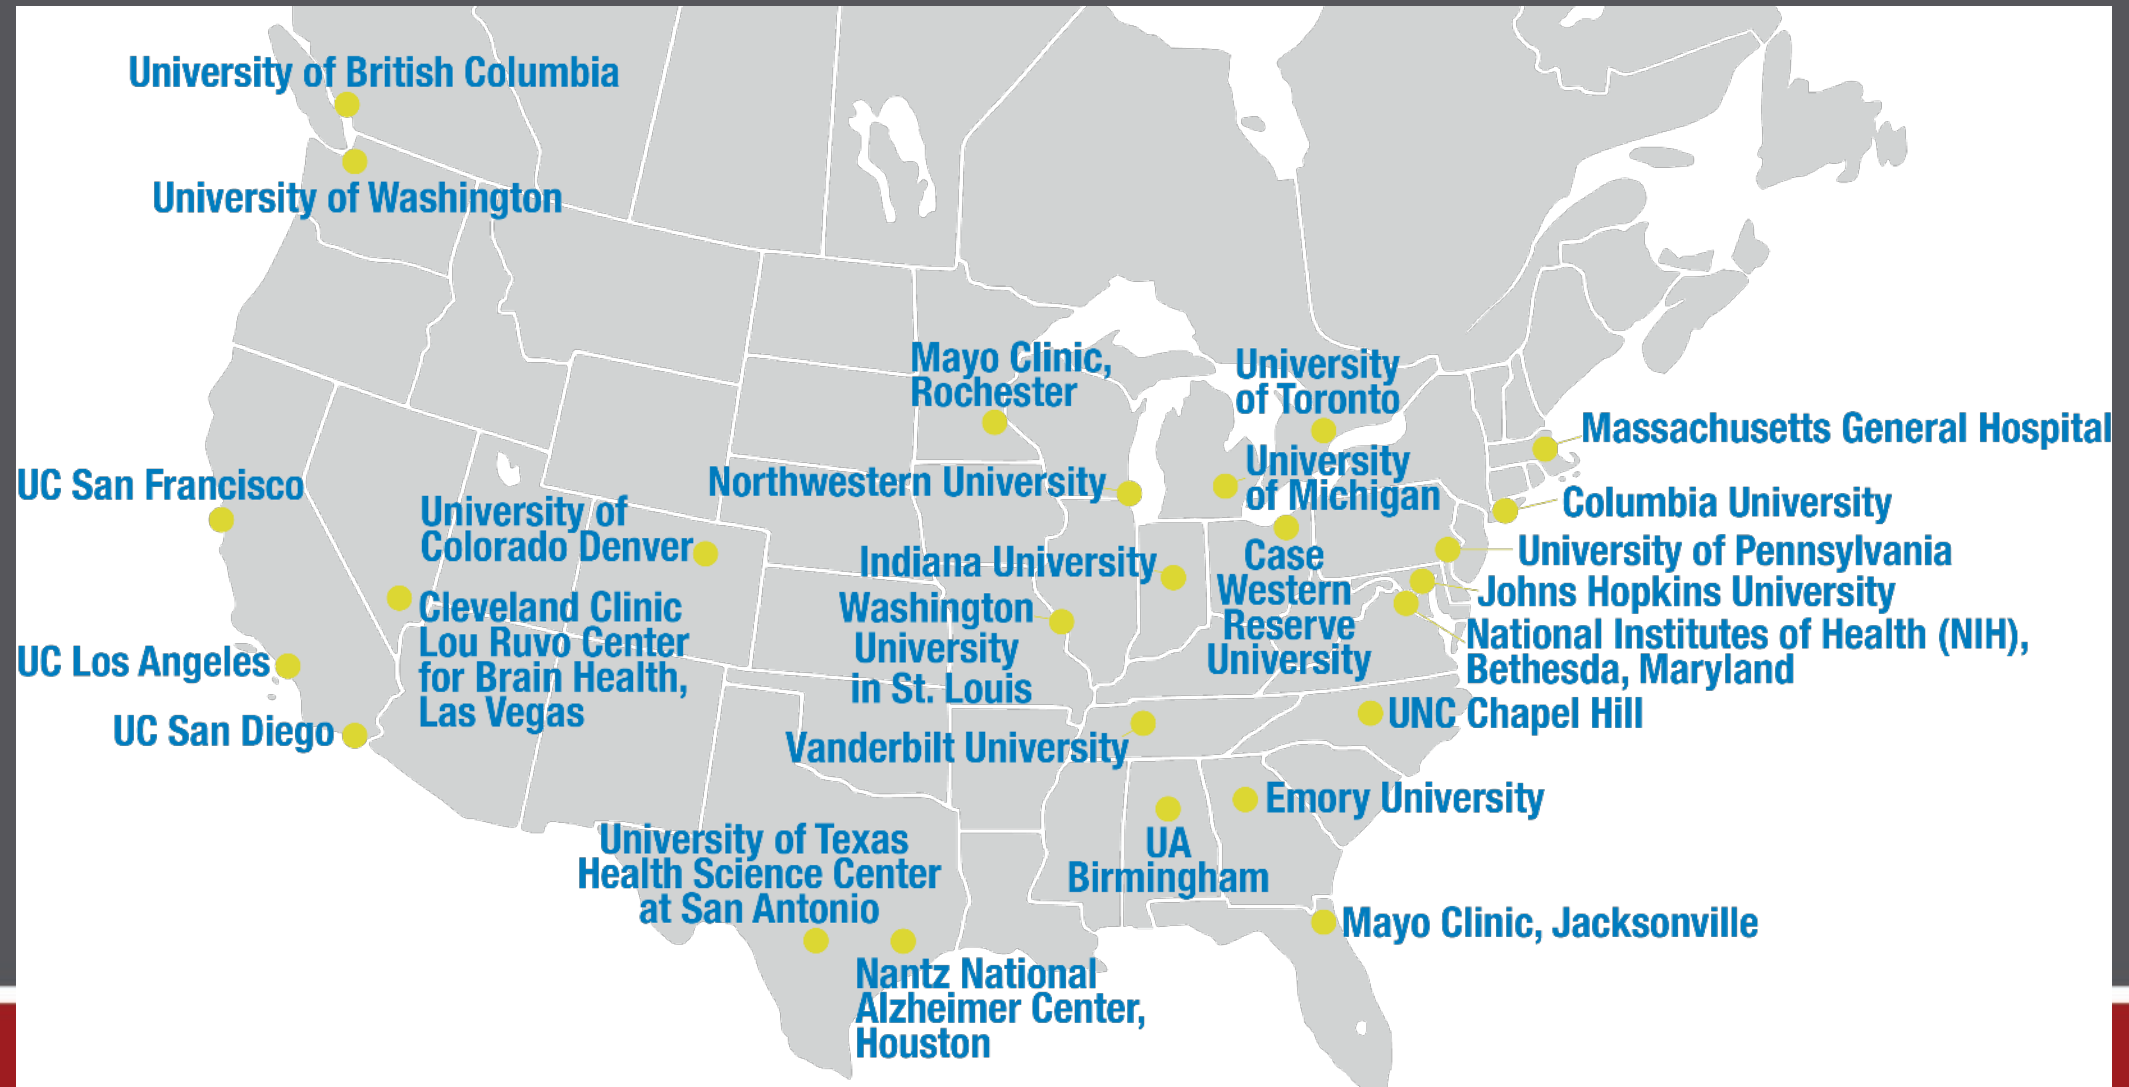 University of British Columbia
University of Washington
Mayo Clinic,
Rochester
University
of Toronto
Massachusetts General Hospital
University
of Michigan
Northwestern University
UC San Francisco
Columbia University
University of
Colorado Denver
Indiana University
Case
Western
Reserve
University
University of Pennsylvania
Johns Hopkins University
Cleveland Clinic
Lou Ruvo Center
for Brain Health,
Las Vegas
Washington
University
in St. Louis
National Institutes of Health (NIH),
Bethesda, Maryland
UC Los Angeles
UC San Diego
UNC Chapel Hill
Vanderbilt University
Emory University
University of Texas
Health Science Center
at San Antonio
UA
Birmingham
Mayo Clinic, Jacksonville
Nantz National
Alzheimer Center,
Houston